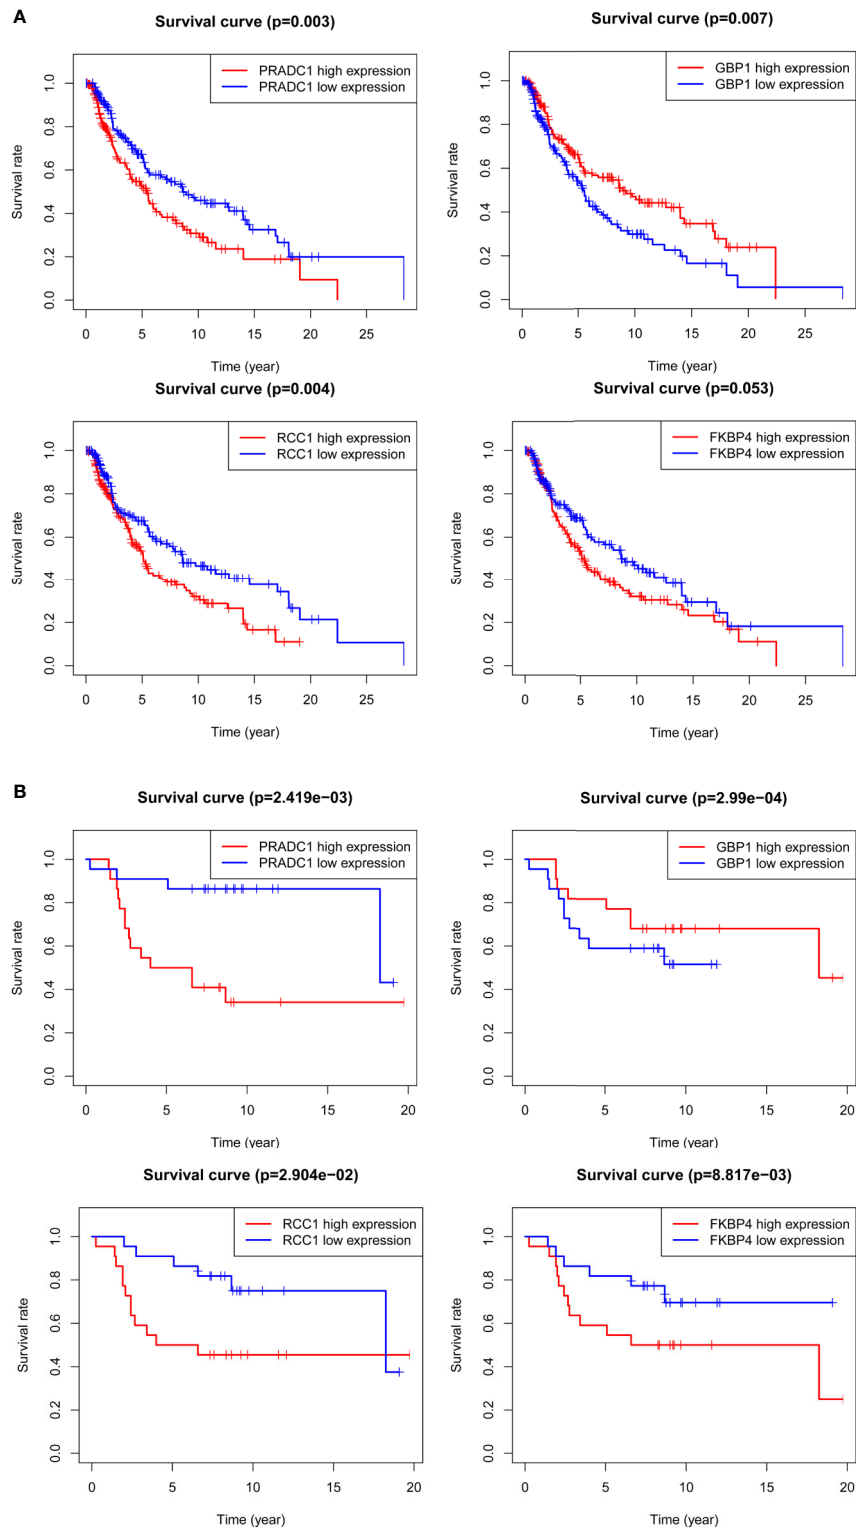 A
Survival curve (p=0.003)
PRADC1 high expression
PRADC1 low expression
Survival rate
0.0 0.2 0.4 0.6 0.8 1.0
0 5 10 15 20 25
Time (year)
Survival curve (p=0.007)
GBP1 high expression
GBP1 low expression
Survival rate
0.0 0.2 0.4 0.6 0.8 1.0
0 5 10 15 20 25
Time (year)
Survival curve (p=0.004)
RCC1 high expression
RCC1 low expression
Survival rate
0.0 0.2 0.4 0.6 0.8 1.0
0 5 10 15 20 25
Time (year)
Survival curve (p=0.053)
FKBP4 high expression
FKBP4 low expression
Survival rate
0.0 0.2 0.4 0.6 0.8 1.0
0 5 10 15 20 25
Time (year)
B
Survival curve (p=2.419e−03)
PRADC1 high expression
PRADC1 low expression
Survival rate
0.0 0.2 0.4 0.6 0.8 1.0
0 5 10 15 20
Time (year)
Survival curve (p=2.99e−04)
GBP1 high expression
GBP1 low expression
Survival rate
0.0 0.2 0.4 0.6 0.8 1.0
0 5 10 15 20
Time (year)
Survival curve (p=2.904e−02)
RCC1 high expression
RCC1 low expression
Survival rate
0.0 0.2 0.4 0.6 0.8 1.0
0 5 10 15 20
Time (year)
Survival curve (p=8.817e−03)
FKBP4 high expression
FKBP4 low expression
Survival rate
0.0 0.2 0.4 0.6 0.8 1.0
0 5 10 15 20
Time (year)